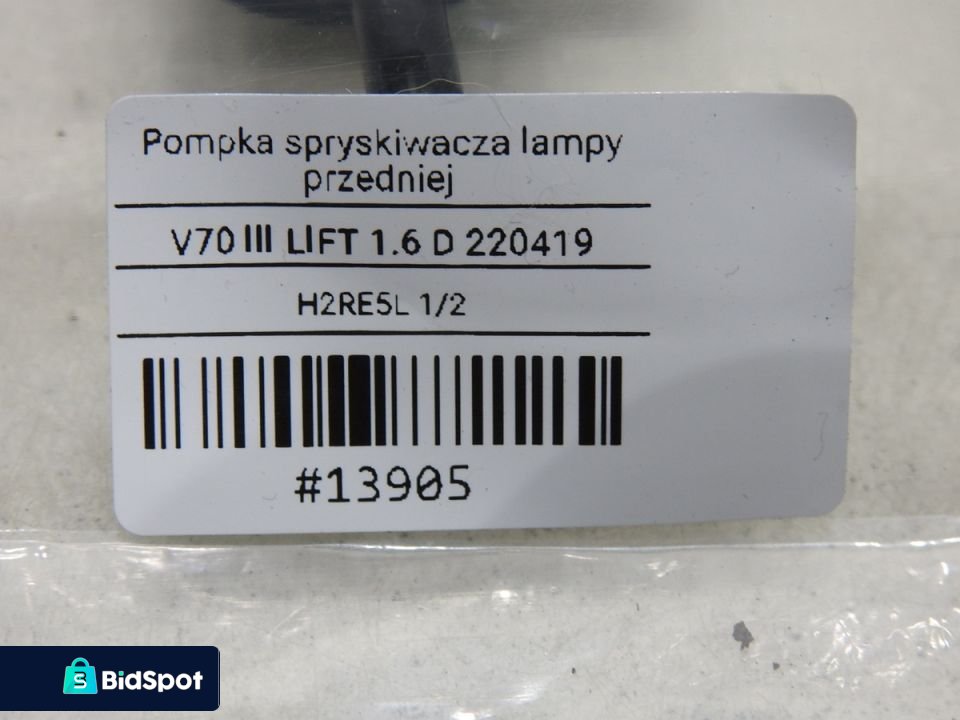 Pompka spryskiwacza lampy
przedniej
V70 III LIFT 1.6 D 220419
H2RE5L 1/2
#13905
BidSpot